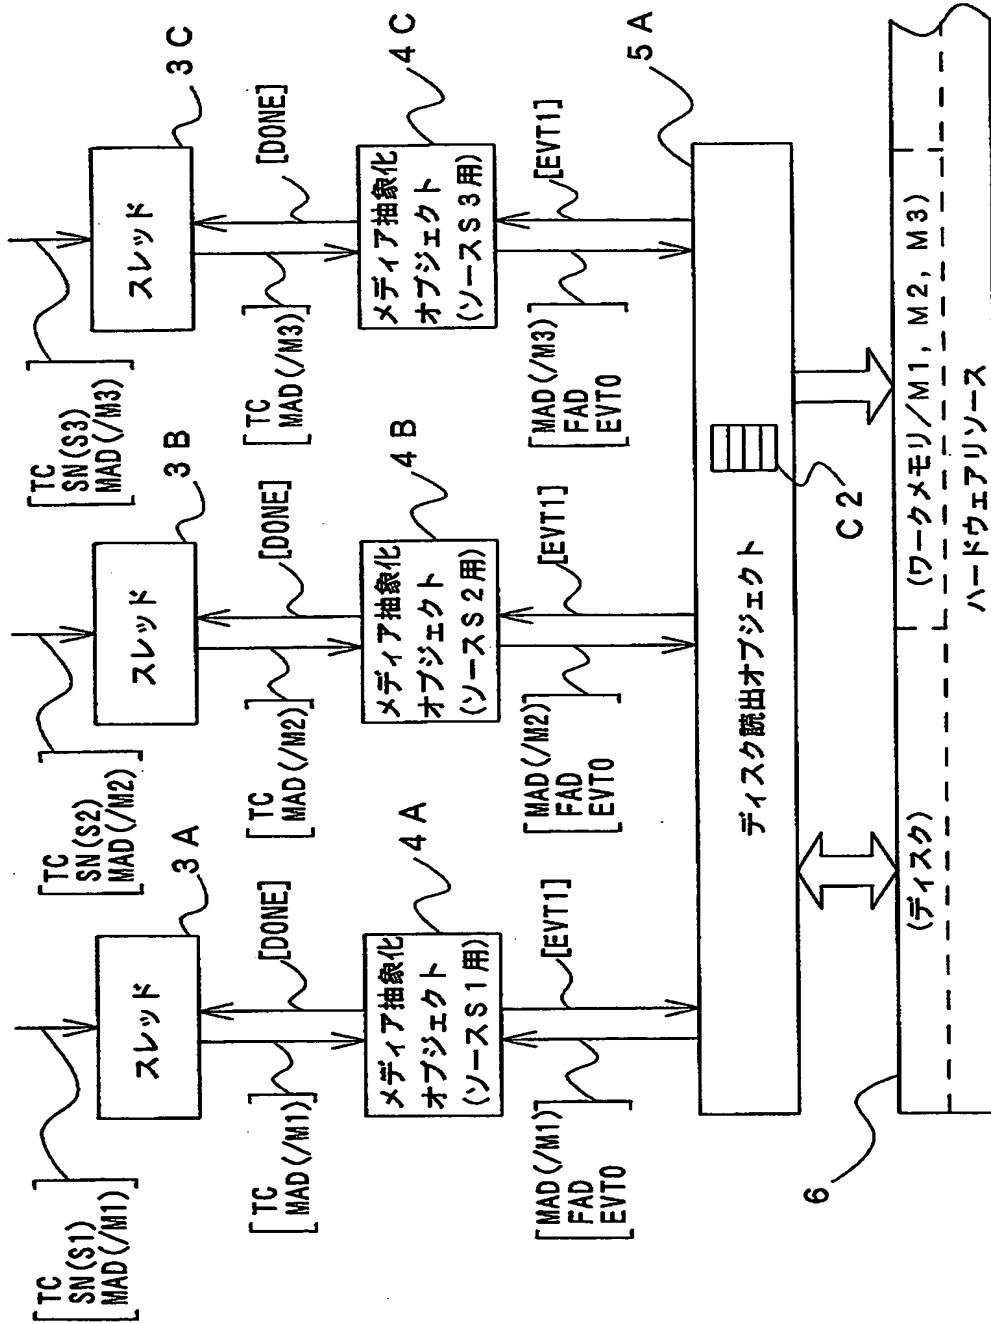 TC
SN(S1)
MAD(/M1)
3A
スレッド
[DONE]
TC
MAD(/M1)
4A
メディア抽象化
オブジェクト
(ソースS1用)
[EVT1]
MAD(/M1)
FAD
EVT0
TC
SN(S2)
MAD(/M2)
3B
スレッド
[DONE]
TC
MAD(/M2)
4B
メディア抽象化
オブジェクト
(ソースS2用)
[EVT1]
MAD(/M2)
FAD
EVT0
TC
SN(S3)
MAD(/M3)
3C
スレッド
[DONE]
TC
MAD(/M3)
4C
メディア抽象化
オブジェクト
(ソースS3用)
[EVT1]
MAD(/M3)
FAD
EVT0
5A
ディスク読出オブジェクト
C2
6
(ディスク)
(ワークメモリ/M1, M2, M3)
ハードウェアリソース